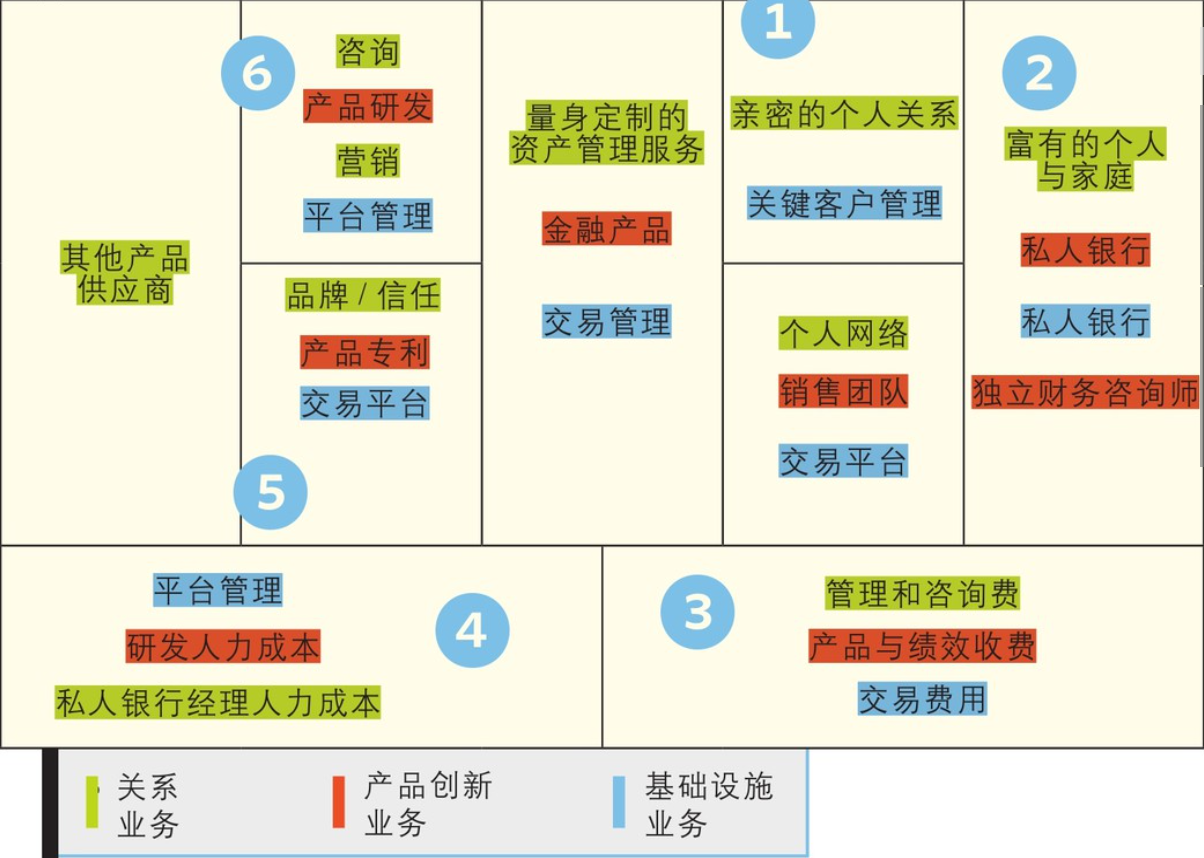 其他产品
供应商
6
咨询
产品研发
营销
平台管理
品牌 / 信任
产品专利
交易平台
5
量身定制的
资产管理服务
金融产品
交易管理
1
亲密的个人关系
关键客户管理
个人网络
销售团队
交易平台
2
富有的个人
与家庭
私人银行
私人银行
独立财务咨询师
平台管理
研发人力成本
私人银行经理人力成本
4
3
管理和咨询费
产品与绩效收费
交易费用
关系
业务
产品创新
业务
基础设施
业务